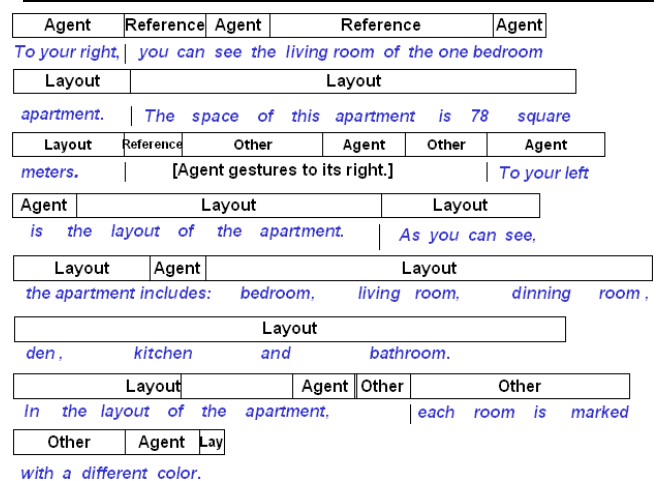 Agent Reference Agent Reference Agent
To your right, | you can see the living room of the one bedroom
Layout Layout
apartment. | The space of this apartment is 78 square
Layout Reference Other Agent Other Agent
meters. | [Agent gestures to its right.] | To your left
Agent Layout Layout
is the layout of the apartment. | As you can see,
Layout Agent Layout
the apartment includes: bedroom, living room, dinning room ,
Layout
den , kitchen and bathroom.
Layout Agent Other Other
In the layout of the apartment, | each room is marked
Other Agent Lay
with a different color.